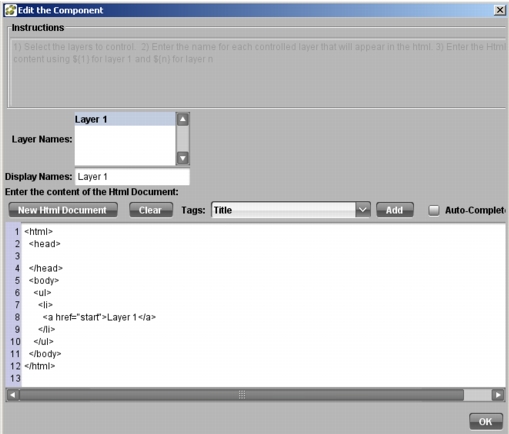 Edit the Component
Instructions
1) Select the layers to control. 2) Enter the name for each controlled layer that will appear in the html. 3) Enter the Html
content using $(1) for layer 1 and $(n) for layer n
Layer 1
Layer Names:
Display Names: Layer 1
Enter the content of the Html Document:
New Html Document Clear Tags: Title Add Auto-Complet
1 <html>
2 <head>
3
4 </head>
5 <body>
6 <ul>
7 <li>
8 <a href="start">Layer 1</a>
9 </li>
10 </ul>
11 </body>
12 </html>
13
OK